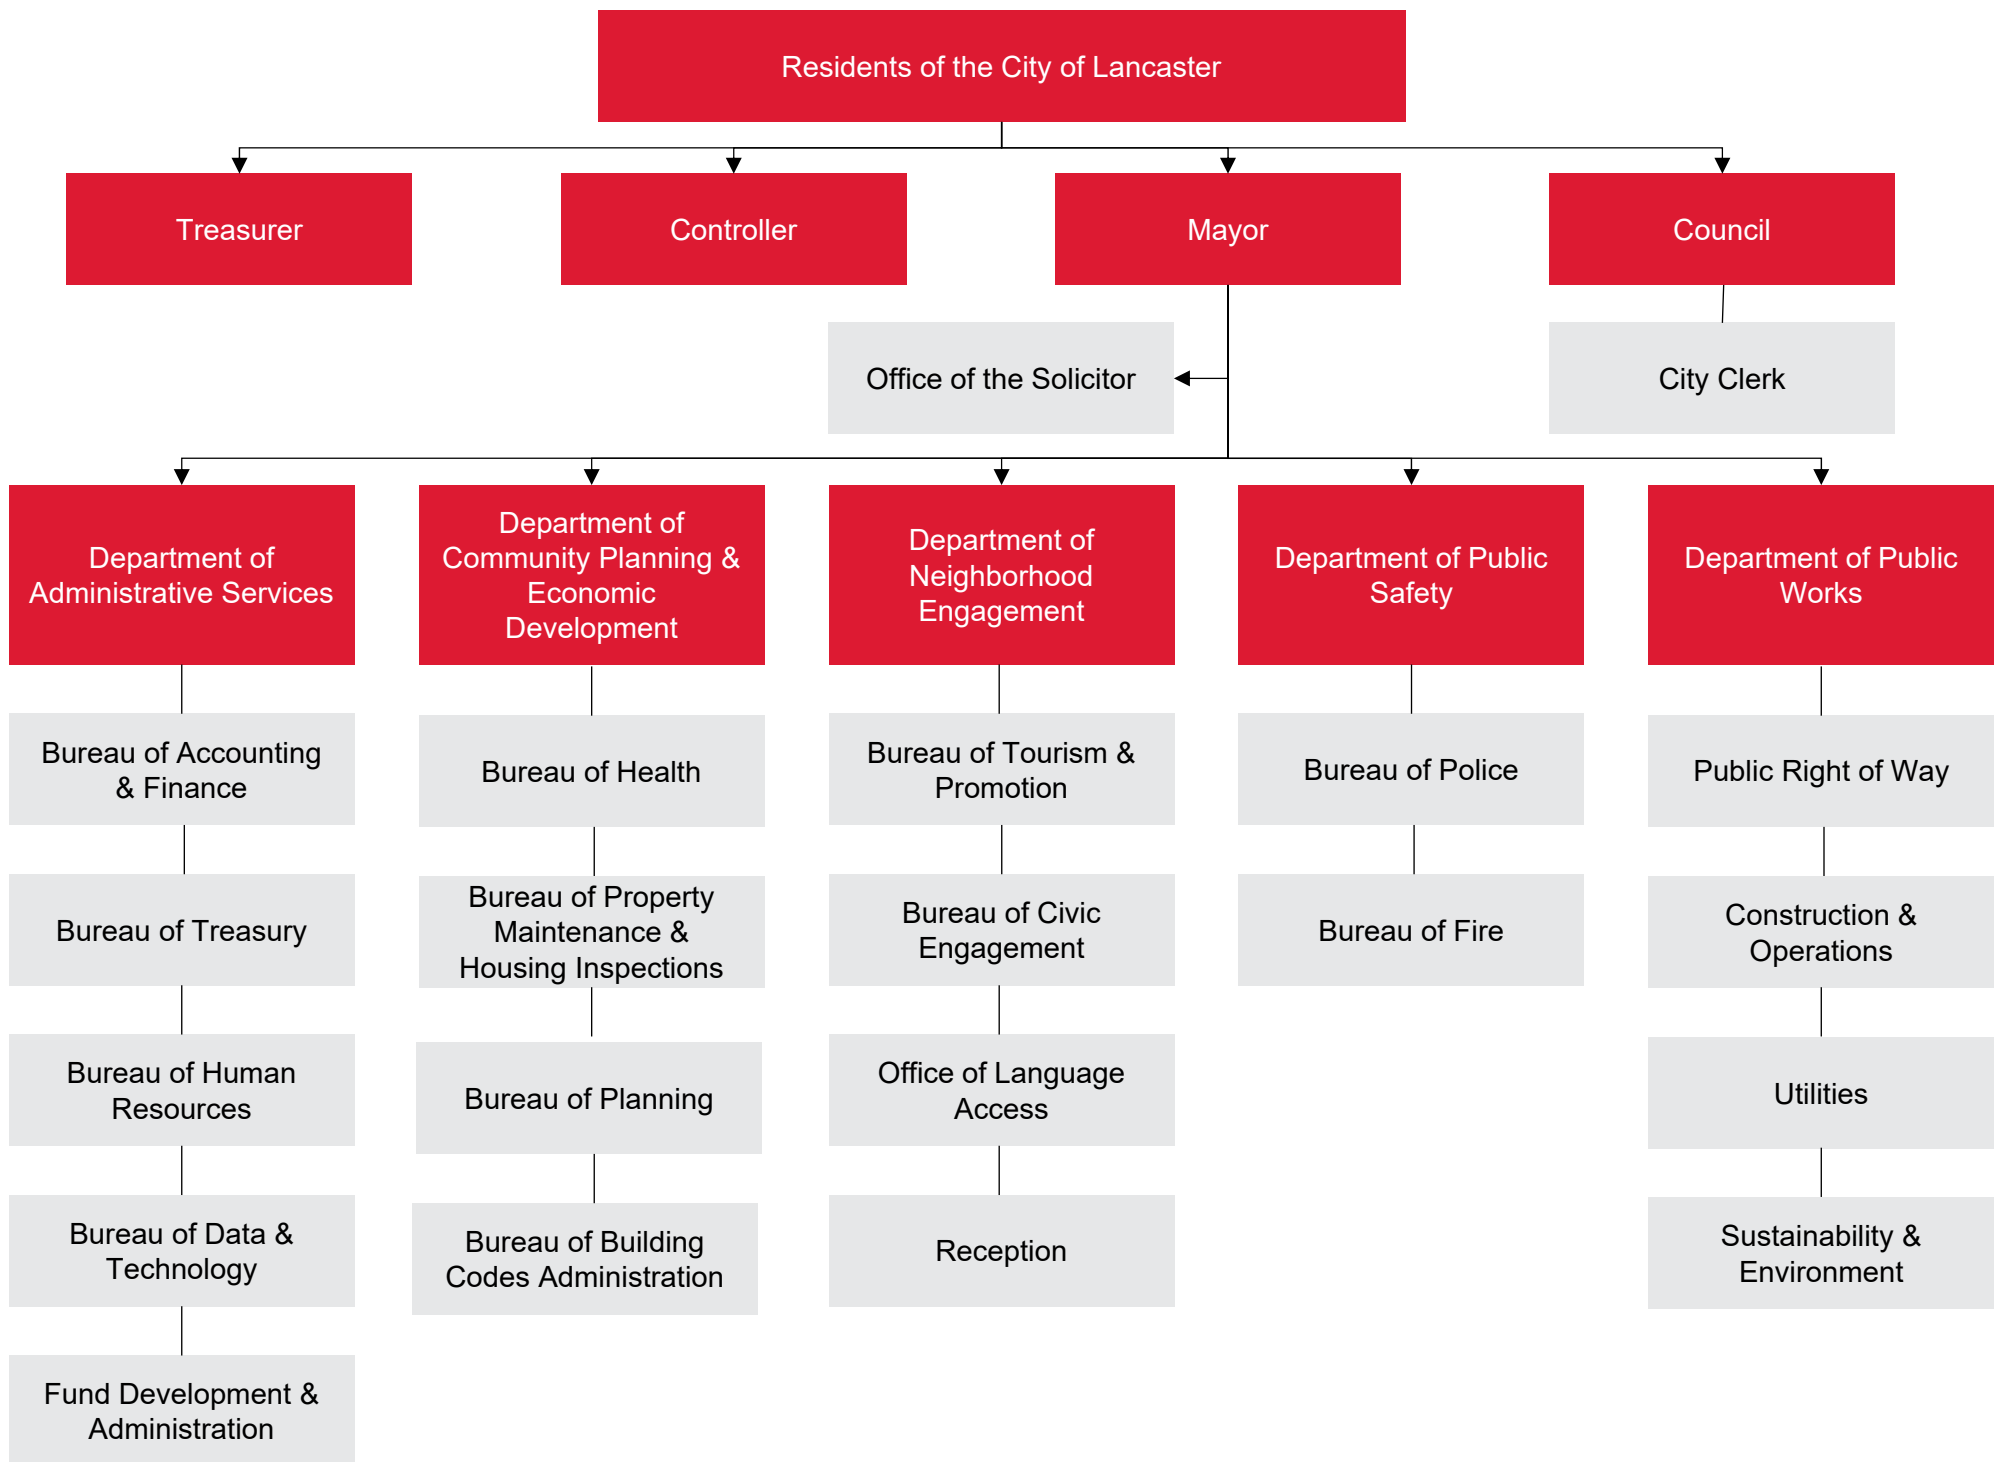 Residents of the City of Lancaster
Treasurer
Controller
Mayor
Council
Office of the Solicitor
City Clerk
Department of
Administrative Services
Department of
Community Planning &
Economic
Development
Department of
Neighborhood
Engagement
Department of Public
Safety
Department of Public
Works
Bureau of Accounting
& Finance
Bureau of Health
Bureau of Tourism &
Promotion
Bureau of Police
Public Right of Way
Bureau of Treasury
Bureau of Property
Maintenance &
Housing Inspections
Bureau of Civic
Engagement
Bureau of Fire
Construction &
Operations
Bureau of Human
Resources
Bureau of Planning
Office of Language
Access
Utilities
Bureau of Data &
Technology
Bureau of Building
Codes Administration
Reception
Sustainability &
Environment
Fund Development &
Administration